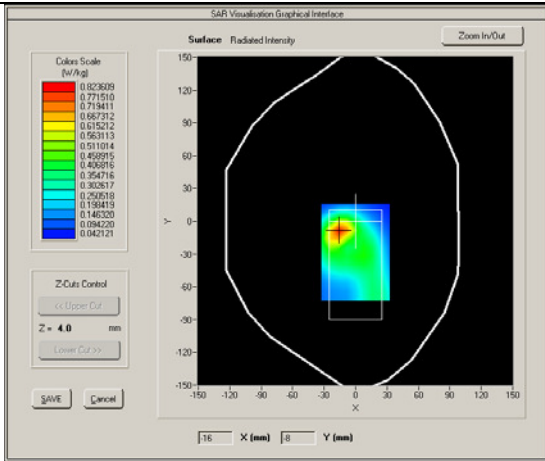 SAR Visualisation Graphical Interface
Surface Radiated Intensity
Zoom In/Out
Colors Scale
(W/kg)
0.823609
0.771510
0.719411
0.667312
0.615212
0.563113
0.511014
0.458915
0.406816
0.354716
0.302617
0.250518
0.198419
0.146320
0.094220
0.042121
150
120
90
60
30
0
-30
-60
-90
-120
-150
Y
-150 -120 -90 -60 -30 0 30 60 90 120 150
X
Z-Cuts Control
<< Upper Cut
Z = 4.0 mm
Lower Cut >>
SAVE Cancel
-16 X (mm) -8 Y (mm)